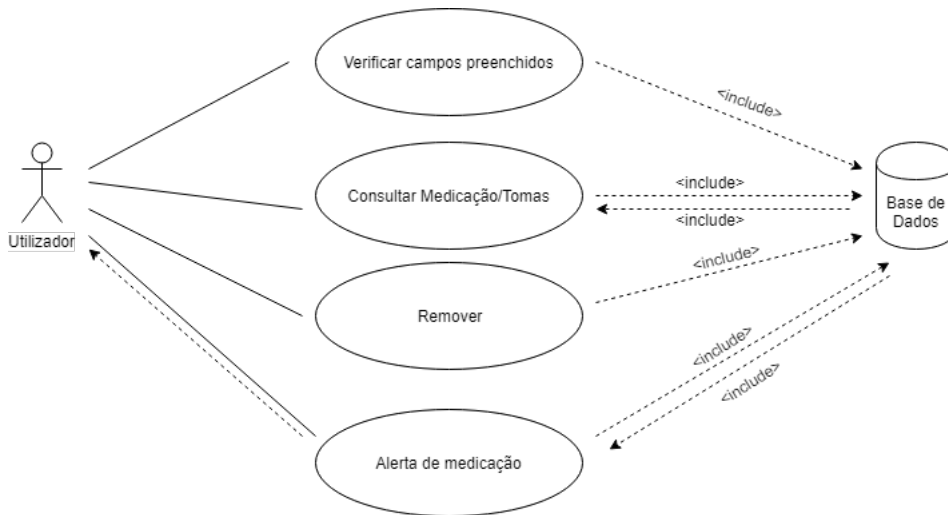 Verificar campos preenchidos
<include>
Consultar Medicação/Tomas
<include>
<include>
Base de
Dados
Utilizador
<include>
Remover
<include>
<include>
Alerta de medicação